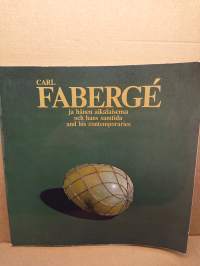 CARL
FABERGÉ
ja hänen aikalaisensa
och hans samtida
and his contemporaries